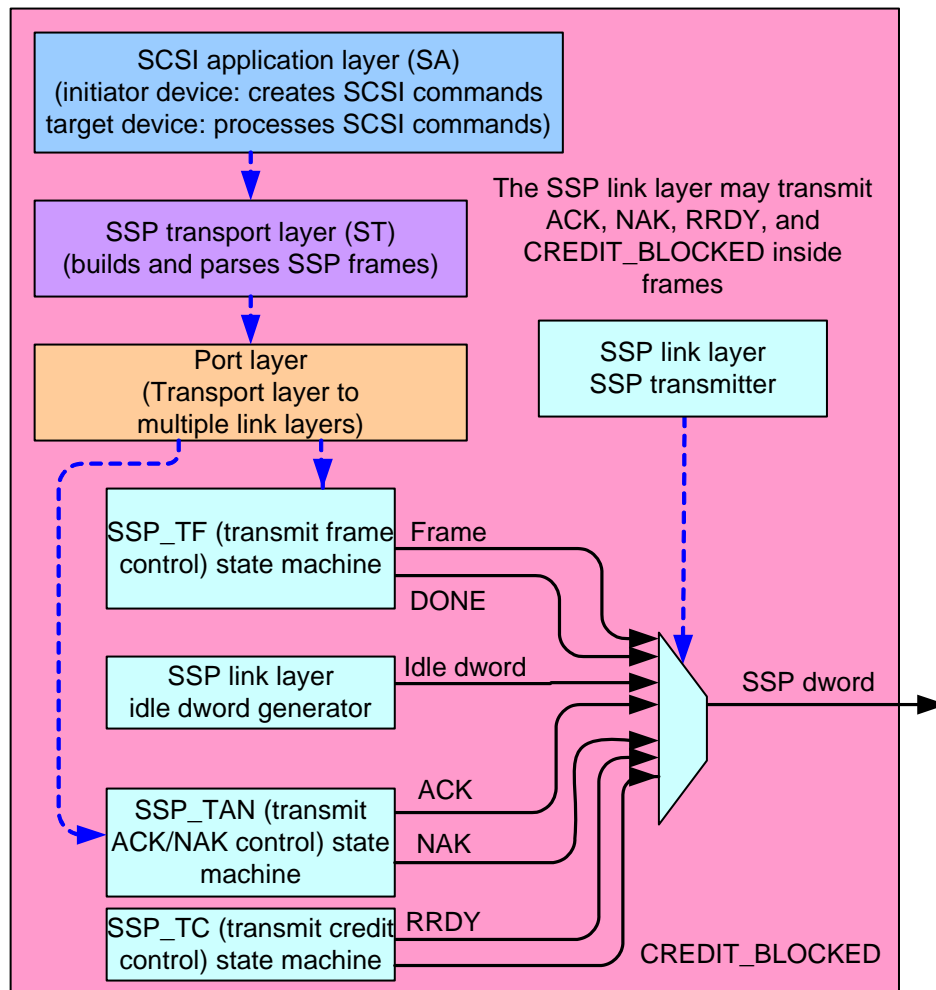 SCSI application layer (SA)
(initiator device: creates SCSI commands
target device: processes SCSI commands)
The SSP link layer may transmit
ACK, NAK, RRDY, and
CREDIT_BLOCKED inside
frames
SSP transport layer (ST)
(builds and parses SSP frames)
Port layer
(Transport layer to
multiple link layers)
SSP link layer
SSP transmitter
SSP_TF (transmit frame
control) state machine
Frame
DONE
SSP link layer
idle dword generator
Idle dword
SSP dword
SSP_TAN (transmit
ACK/NAK control) state
machine
ACK
NAK
SSP_TC (transmit credit
control) state machine
RRDY
CREDIT_BLOCKED